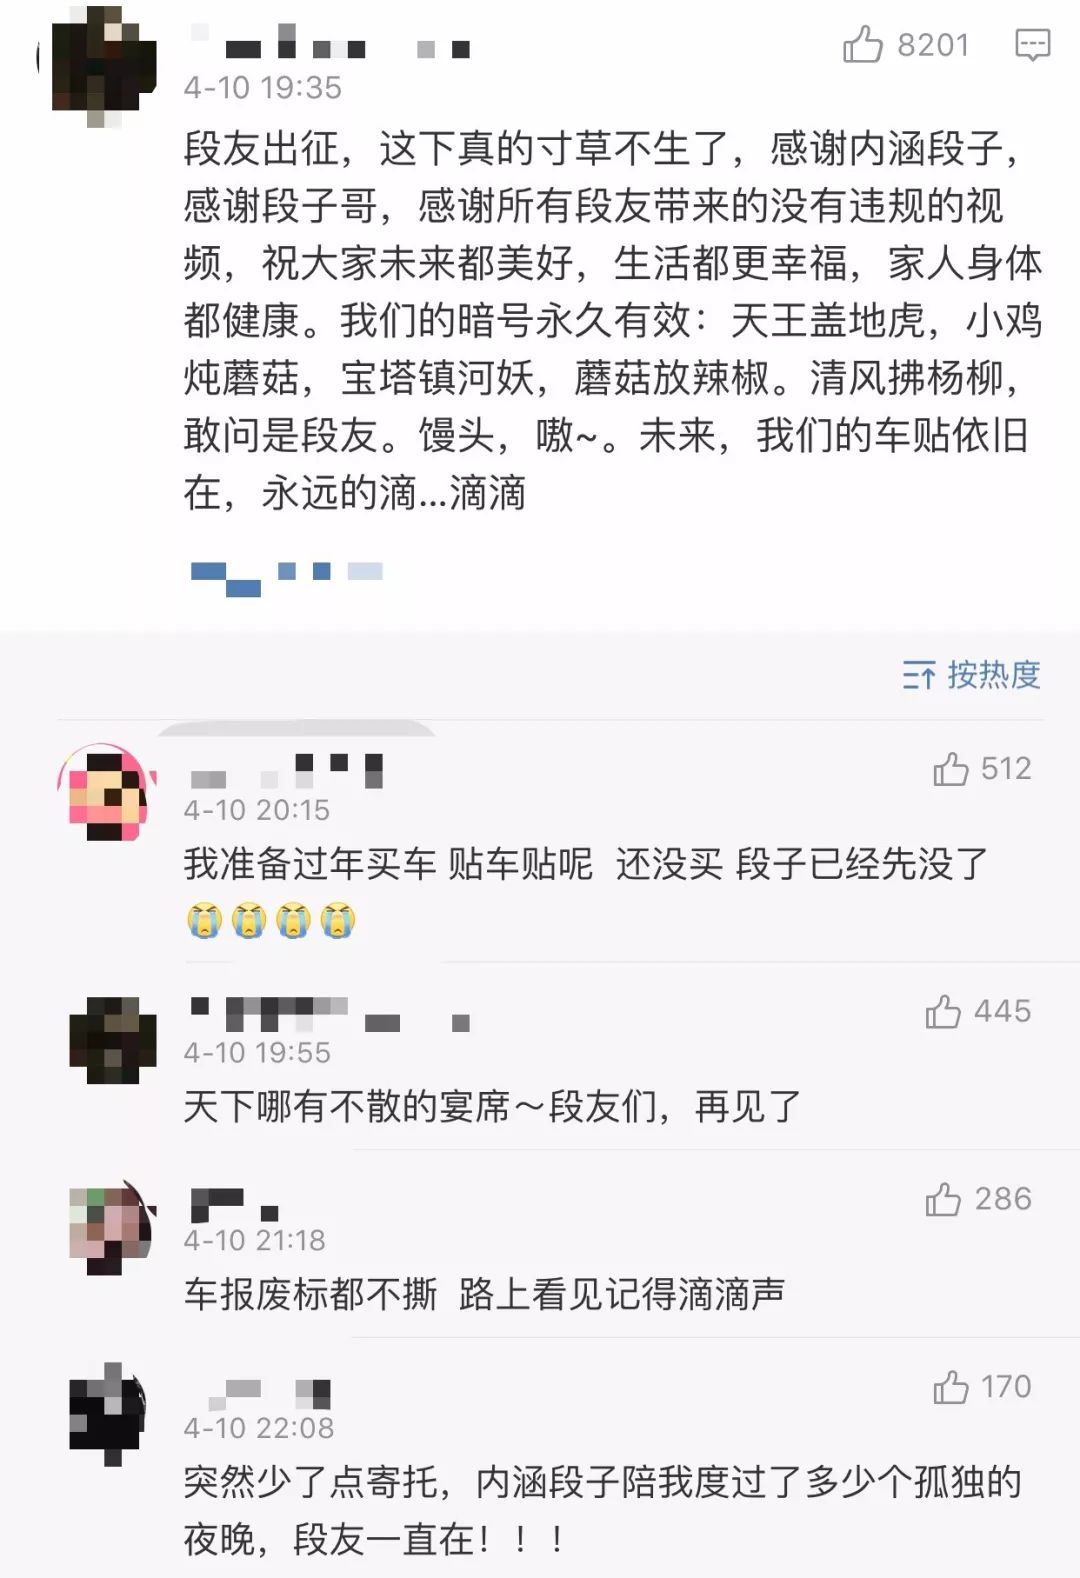 8201
4-10 19:35
段友出征，这下真的寸草不生了，感谢内涵段子，
感谢段子哥，感谢所有段友带来的没有违规的视
频，祝大家未来都美好，生活都更幸福，家人身体
都健康。我们的暗号永久有效：天王盖地虎，小鸡
炖蘑菇，宝塔镇河妖，蘑菇放辣椒。清风拂杨柳，
敢问是段友。馒头，嗷~。未来，我们的车贴依旧
在，永远的滴...滴滴
按热度
512
4-10 20:15
我准备过年买车 贴车贴呢 还没买 段子已经先没了
😭😭😭😭
445
4-10 19:55
天下哪有不散的宴席～段友们，再见了
286
4-10 21:18
车报废标都不撕 路上看见记得滴滴声
170
4-10 22:08
突然少了点寄托，内涵段子陪我度过了多少个孤独的
夜晚，段友一直在！！！